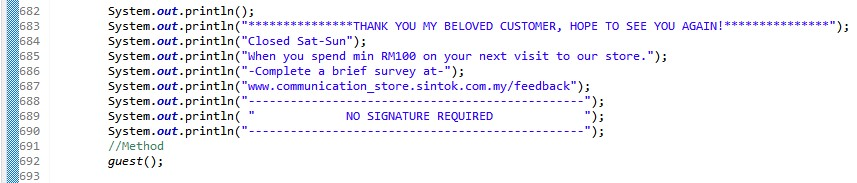 682 System.out.println();
683 System.out.println("***************THANK YOU MY BELOVED CUSTOMER, HOPE TO SEE YOU AGAIN!***************");
684 System.out.println("Closed Sat-Sun");
685 System.out.println("When you spend min RM100 on your next visit to our store.");
686 System.out.println("-Complete a brief survey at-");
687 System.out.println("www.communication_store.sintok.com.my/feedback");
688 System.out.println("------------------------------------------------");
689 System.out.println( "             NO SIGNATURE REQUIRED             ");
690 System.out.println("------------------------------------------------");
691 //Method
692 guest();
693